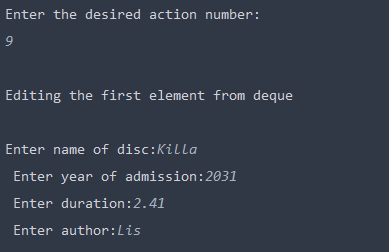 Enter the desired action number:
9
Editing the first element from deque
Enter name of disc:Killa
Enter year of admission:2031
Enter duration:2.41
Enter author:Lis